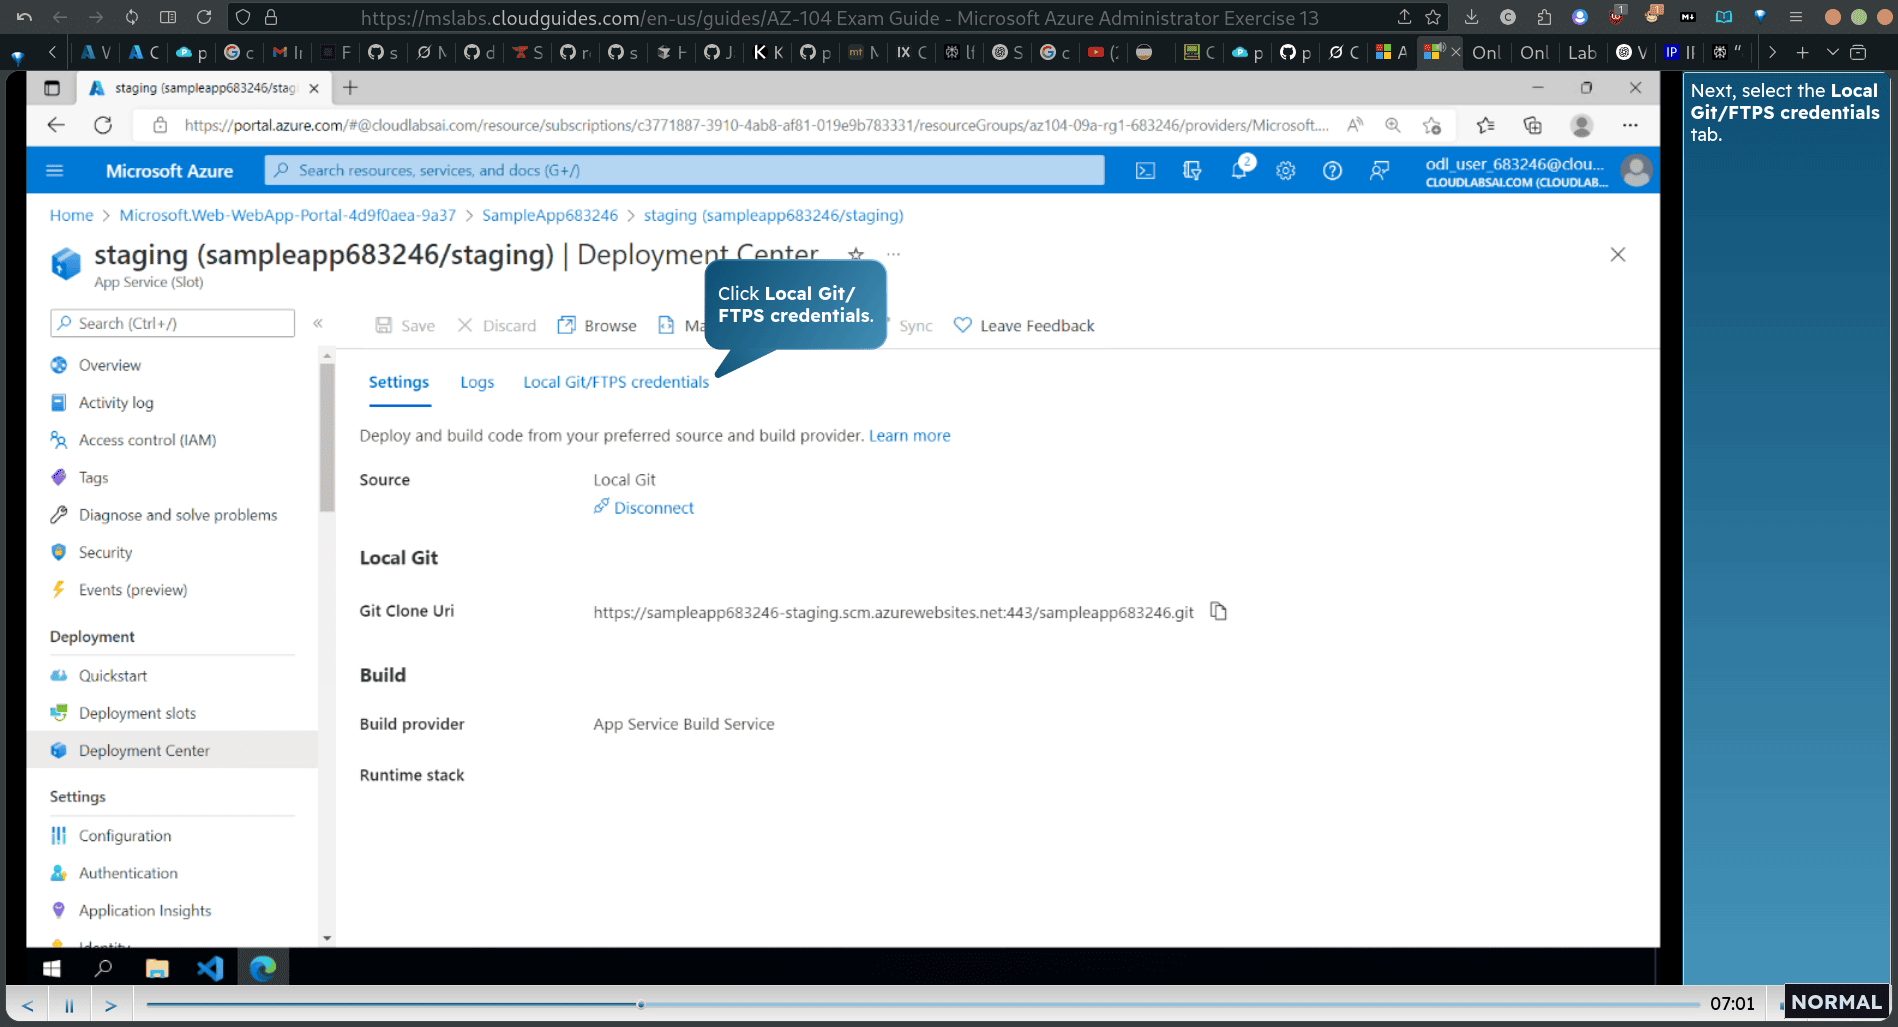 https://mslabs.cloudguides.com/en-us/guides/AZ-104 Exam Guide - Microsoft Azure Administrator Exercise 13
staging (sampleapp683246/stag
https://portal.azure.com/#@cloudlabsai.com/resource/subscriptions/c3771887-3910-4ab8-af81-019e9b783331/resourceGroups/az104-09a-rg1-683246/providers/Microsoft....
Microsoft Azure
Search resources, services, and docs (G+/)
2
odl_user_683246@clou...
CLOUDLABSAI.COM (CLOUDLAB...
Home > Microsoft.Web-WebApp-Portal-4d9f0aea-9a37 > SampleApp683246 > staging (sampleapp683246/staging)
staging (sampleapp683246/staging) | Deployment Center
App Service (Slot)
Search (Ctrl+/)
Save
Discard
Browse
Ma
Sync
Leave Feedback
Click Local Git/
FTPS credentials.
Settings
Logs
Local Git/FTPS credentials
Deploy and build code from your preferred source and build provider. Learn more
Source
Local Git
Disconnect
Local Git
Git Clone Uri
https://sampleapp683246-staging.scm.azurewebsites.net:443/sampleapp683246.git
Build
Build provider
App Service Build Service
Runtime stack
Overview
Activity log
Access control (IAM)
Tags
Diagnose and solve problems
Security
Events (preview)
Deployment
Quickstart
Deployment slots
Deployment Center
Settings
Configuration
Authentication
Application Insights
Identity
Next, select the Local
Git/FTPS credentials
tab.
07:01
NORMAL